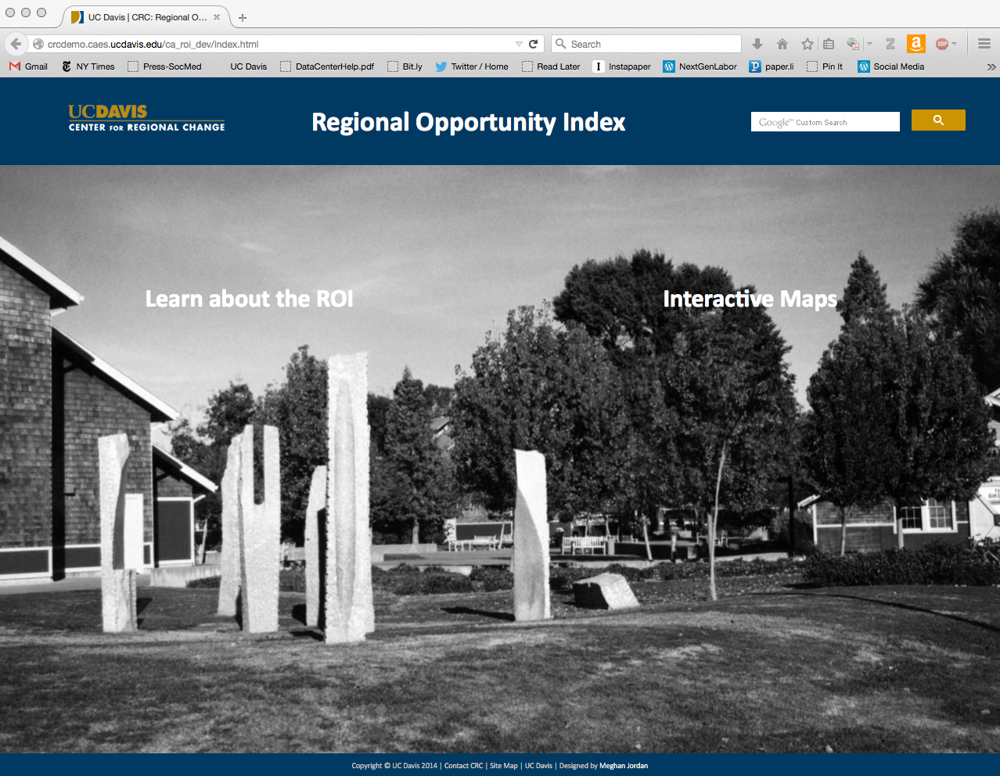 UC Davis | CRC: Regional O...
crcdemo.caes.ucdavis.edu/ca_roi_dev/index.html
Search
Gmail
NY Times
Press-SocMed
UC Davis
DataCenterHelp.pdf
Bit.ly
Twitter / Home
Read Later
Instapaper
NextGenLabor
paper.li
Pin It
Social Media
UCDAVIS
CENTER FOR REGIONAL CHANGE
Regional Opportunity Index
Google™ Custom Search
Learn about the ROI
Interactive Maps
Copyright © UC Davis 2014 | Contact CRC | Site Map | UC Davis | Designed by Meghan Jordan